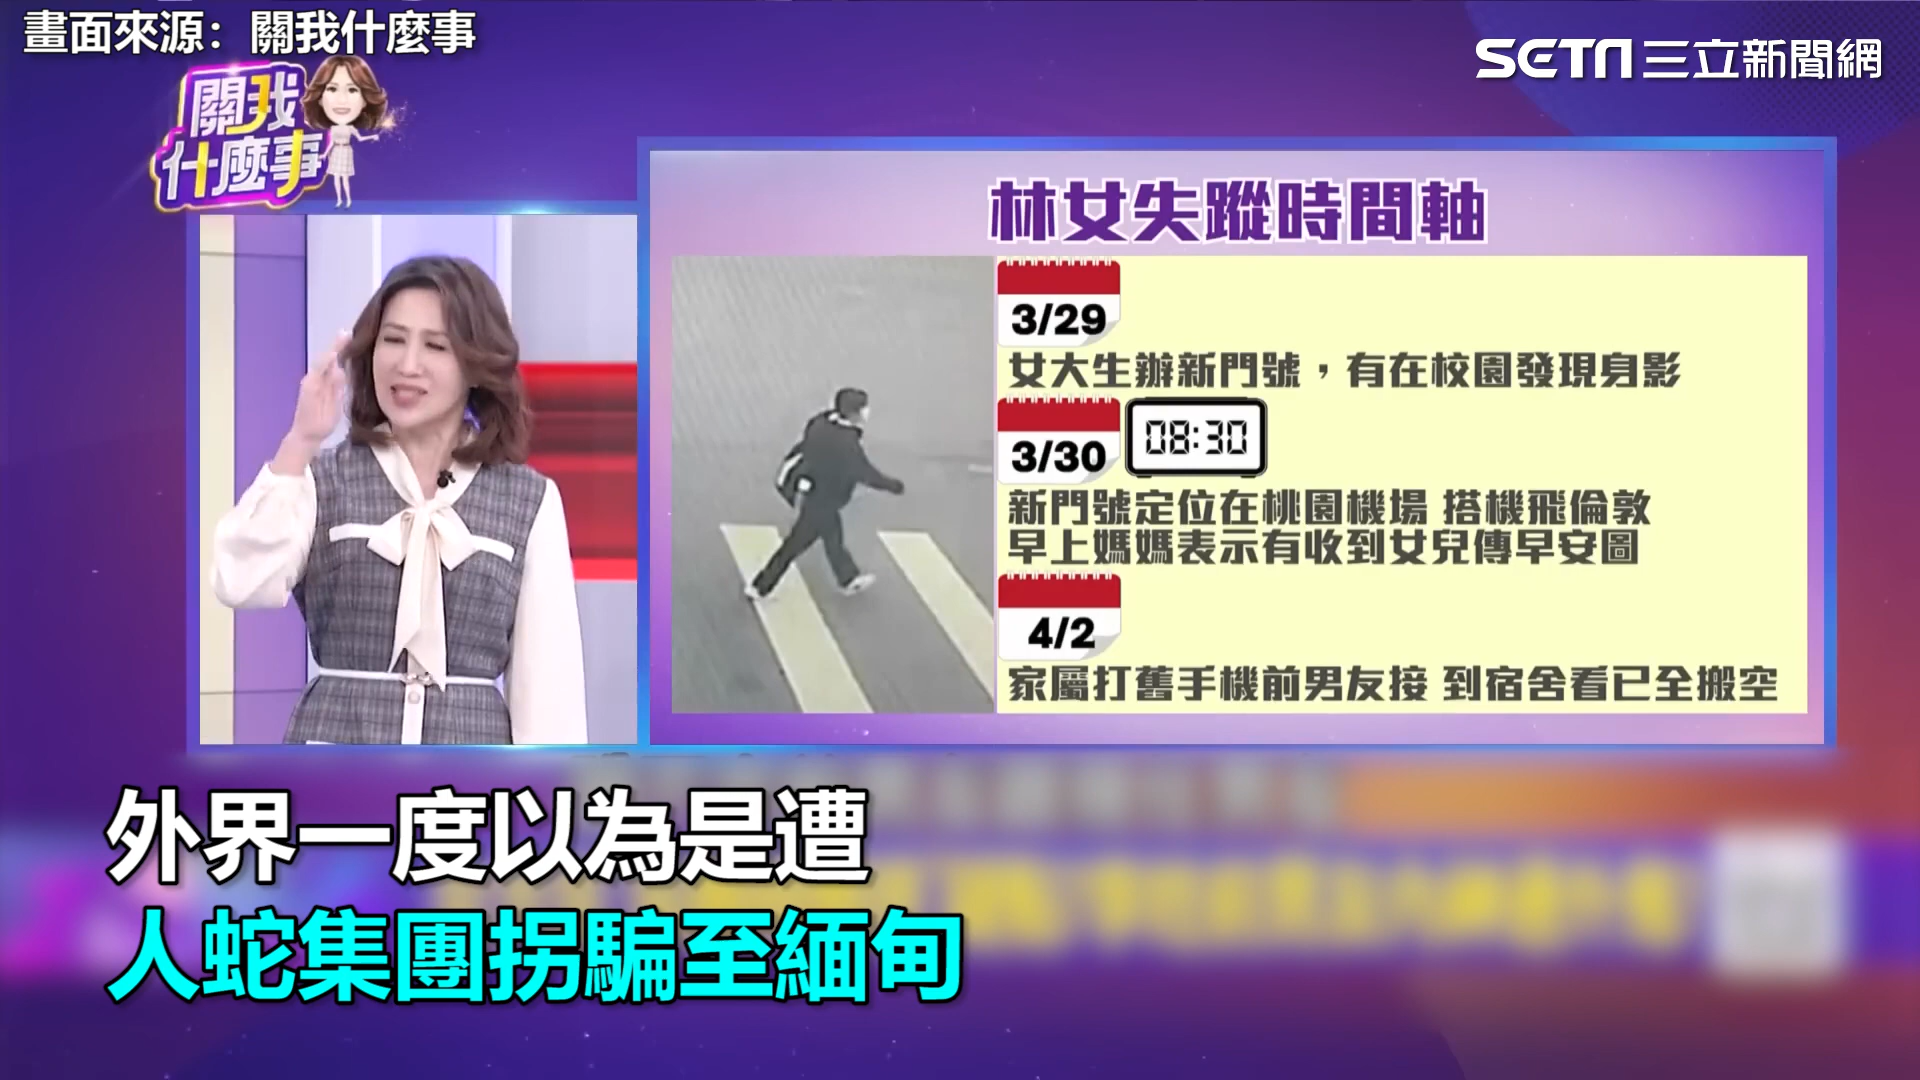 畫面來源：關我什麼事
SETN三立新聞網
關我
什麼事
林女失蹤時間軸
3/29
女大生辦新門號，有在校園發現身影
3/30
08:30
新門號定位在桃園機場 搭機飛倫敦
早上媽媽表示有收到女兒傳早安圖
4/2
家屬打舊手機前男友接 到宿舍看已全搬空
外界一度以為是遭
人蛇集團拐騙至緬甸